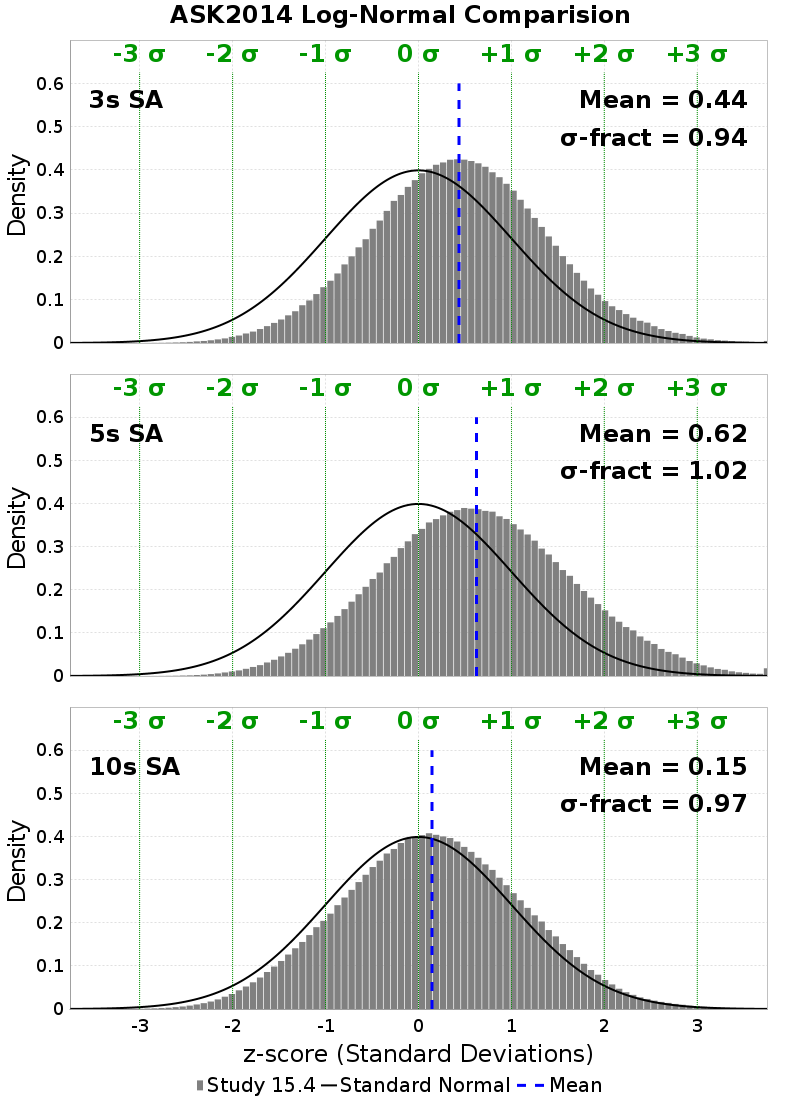 ASK2014 Log-Normal Comparision
-3 σ -2 σ -1 σ 0 σ +1 σ +2 σ +3 σ
3s SA
Mean = 0.44
σ-fract = 0.94
Density
0.6
0.5
0.4
0.3
0.2
0.1
0
-3 σ -2 σ -1 σ 0 σ +1 σ +2 σ +3 σ
5s SA
Mean = 0.62
σ-fract = 1.02
Density
0.6
0.5
0.4
0.3
0.2
0.1
0
-3 σ -2 σ -1 σ 0 σ +1 σ +2 σ +3 σ
10s SA
Mean = 0.15
σ-fract = 0.97
Density
0.6
0.5
0.4
0.3
0.2
0.1
0
-3 -2 -1 0 1 2 3
z-score (Standard Deviations)
Study 15.4 Standard Normal Mean